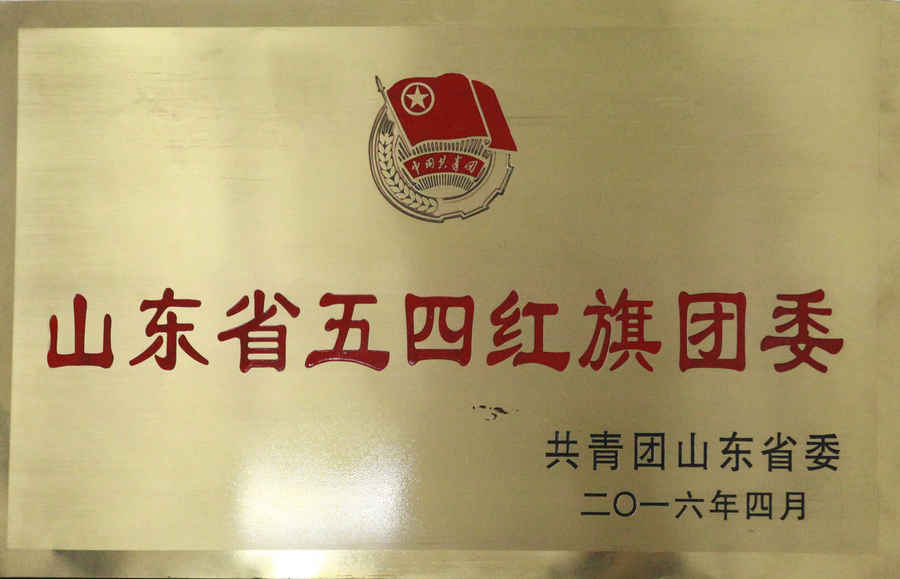 中国共青团
山东省五四红旗团委
共青团山东省委
二〇一六年四月